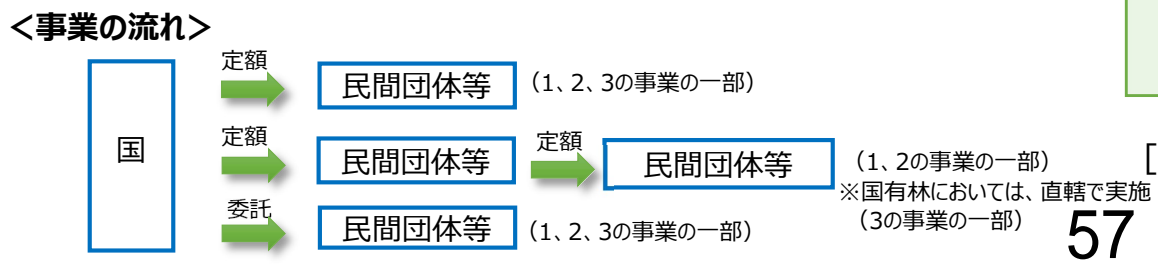 ＜事業の流れ＞
国
定額
民間団体等
（1、2、3の事業の一部）
定額
民間団体等
定額
民間団体等
（1、2の事業の一部）
委託
民間団体等
（1、2、3の事業の一部）
※国有林においては、直轄で実施
（3の事業の一部）
[
57